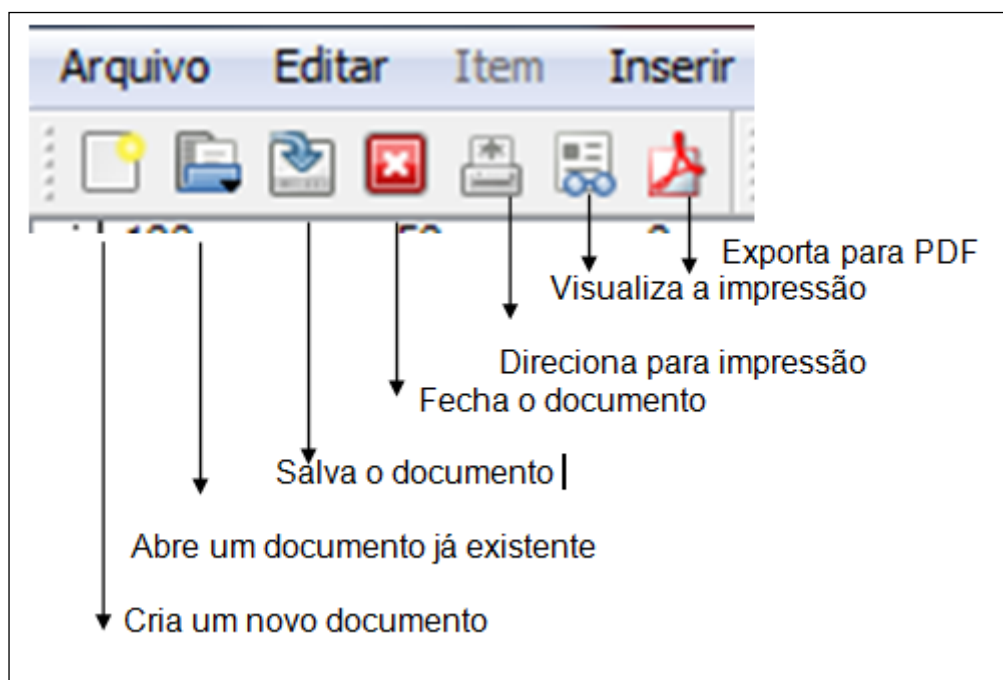 Arquivo Editar Item Inserir
Exporta para PDF
Visualiza a impressão
Direciona para impressão
Fecha o documento
Salva o documento
Abre um documento já existente
Cria um novo documento